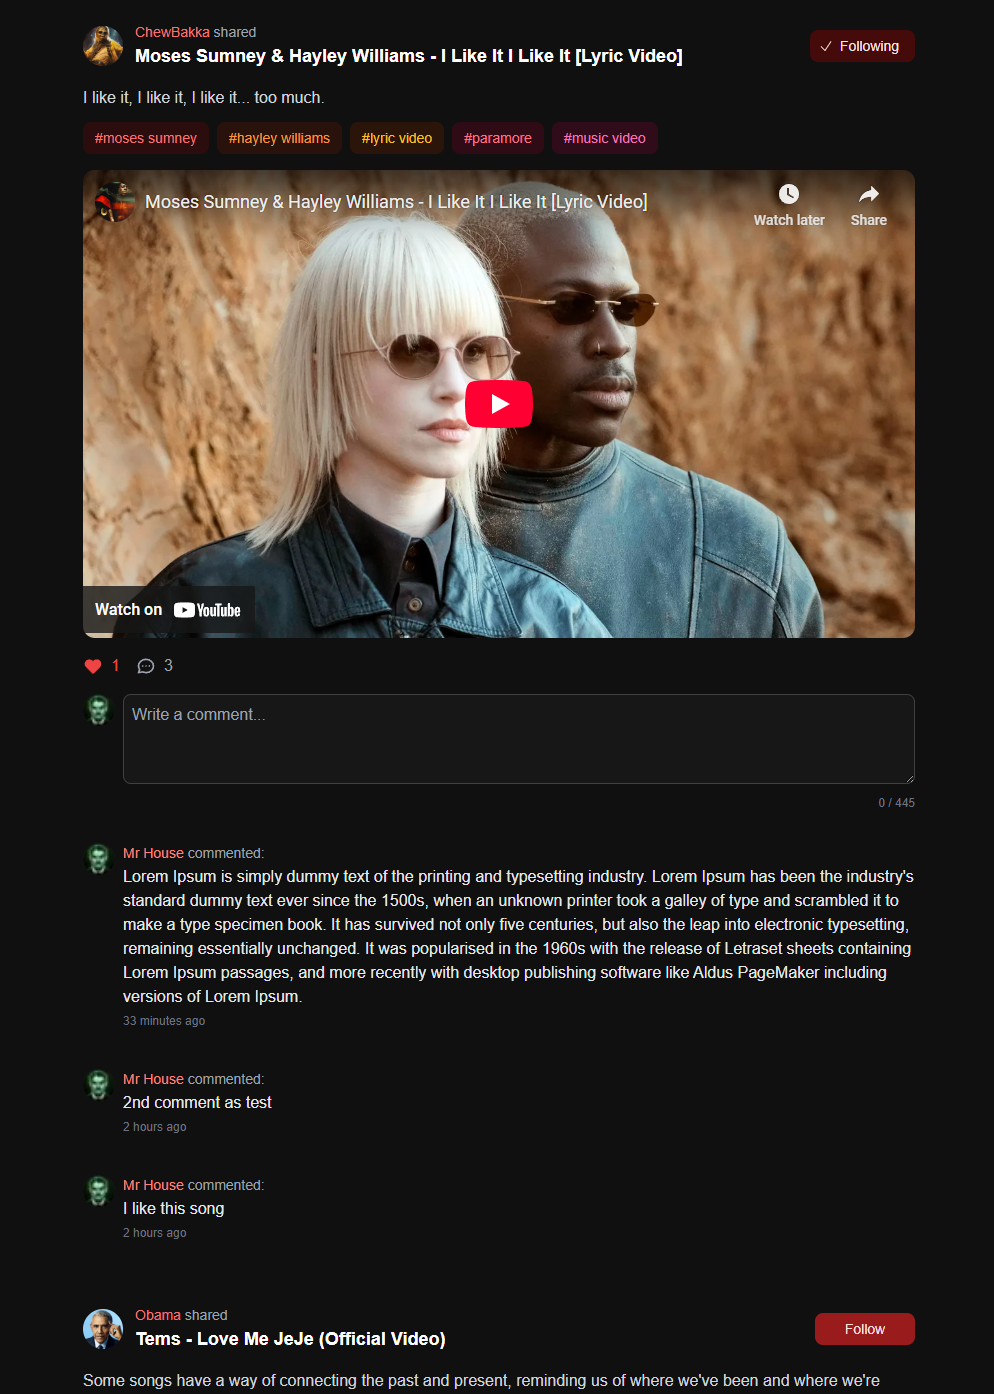 ChewBakka shared
Moses Sumney & Hayley Williams - I Like It I Like It [Lyric Video]
Following
I like it, I like it, I like it... too much.
#moses sumney #hayley williams #lyric video #paramore #music video
Moses Sumney & Hayley Williams - I Like It I Like It [Lyric Video]
Watch later
Share
Watch on YouTube
1 3
Write a comment...
0 / 445
Mr House commented:
Lorem Ipsum is simply dummy text of the printing and typesetting industry. Lorem Ipsum has been the industry's
standard dummy text ever since the 1500s, when an unknown printer took a galley of type and scrambled it to
make a type specimen book. It has survived not only five centuries, but also the leap into electronic typesetting,
remaining essentially unchanged. It was popularised in the 1960s with the release of Letraset sheets containing
Lorem Ipsum passages, and more recently with desktop publishing software like Aldus PageMaker including
versions of Lorem Ipsum.
33 minutes ago
Mr House commented:
2nd comment as test
2 hours ago
Mr House commented:
I like this song
2 hours ago
Obama shared
Tems - Love Me JeJe (Official Video)
Follow
Some songs have a way of connecting the past and present, reminding us of where we've been and where we're